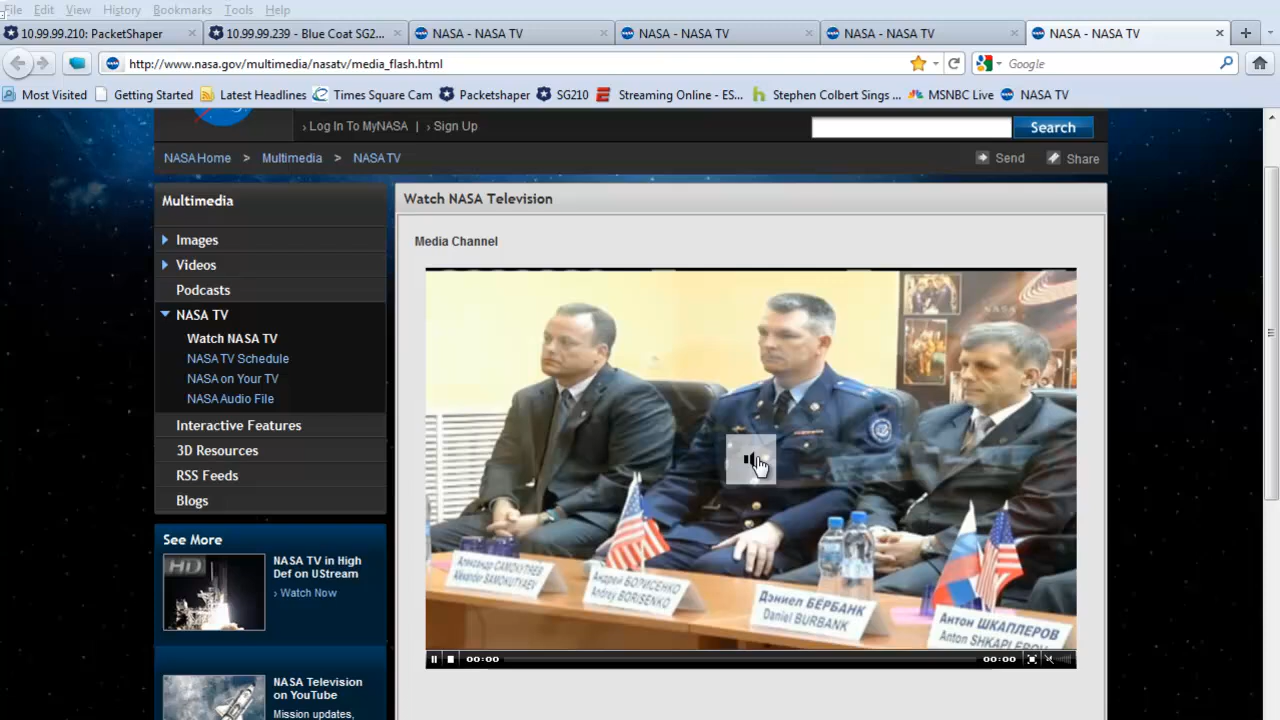 File Edit View History Bookmarks Tools Help
10.99.99.210: PacketShaper
10.99.99.239 - Blue Coat SG2...
NASA - NASA TV
NASA - NASA TV
NASA - NASA TV
NASA - NASA TV
http://www.nasa.gov/multimedia/nasatv/media_flash.html
Google
Most Visited Getting Started Latest Headlines Times Square Cam Packetshaper SG210 Streaming Online - ES... Stephen Colbert Sings ... MSNBC Live NASA TV
› Log In To MyNASA | › Sign Up
Search
NASA Home > Multimedia > NASA TV
Send Share
Multimedia
Images
Videos
Podcasts
NASA TV
Watch NASA TV
NASA TV Schedule
NASA on Your TV
NASA Audio File
Interactive Features
3D Resources
RSS Feeds
Blogs
See More
HD
NASA TV in High
Def on UStream
› Watch Now
NASA Television
on YouTube
Mission updates,
Watch NASA Television
Media Channel
Александр САМОКУТЯЕВ
Alexander SAMOKUTYAEV
Андрей БОРИСЕНКО
Andrey BORISENKO
Дэниел БЕРБАНК
Daniel BURBANK
Антон ШКАПЛЕРОВ
Anton SHKAPLEROV
00:00
00:00